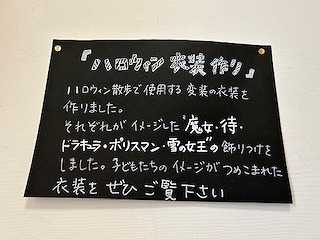 『ハロウィン衣装作り』
ハロウィン散歩で使用する変装の衣装を
作りました。
それぞれがイメージした"魔女・待・
ドラキュラ・ポリスマン・雪の女王"の飾りつけを
しました。子どもたちのイメージがつめこまれた
衣装をぜひご覧下さい